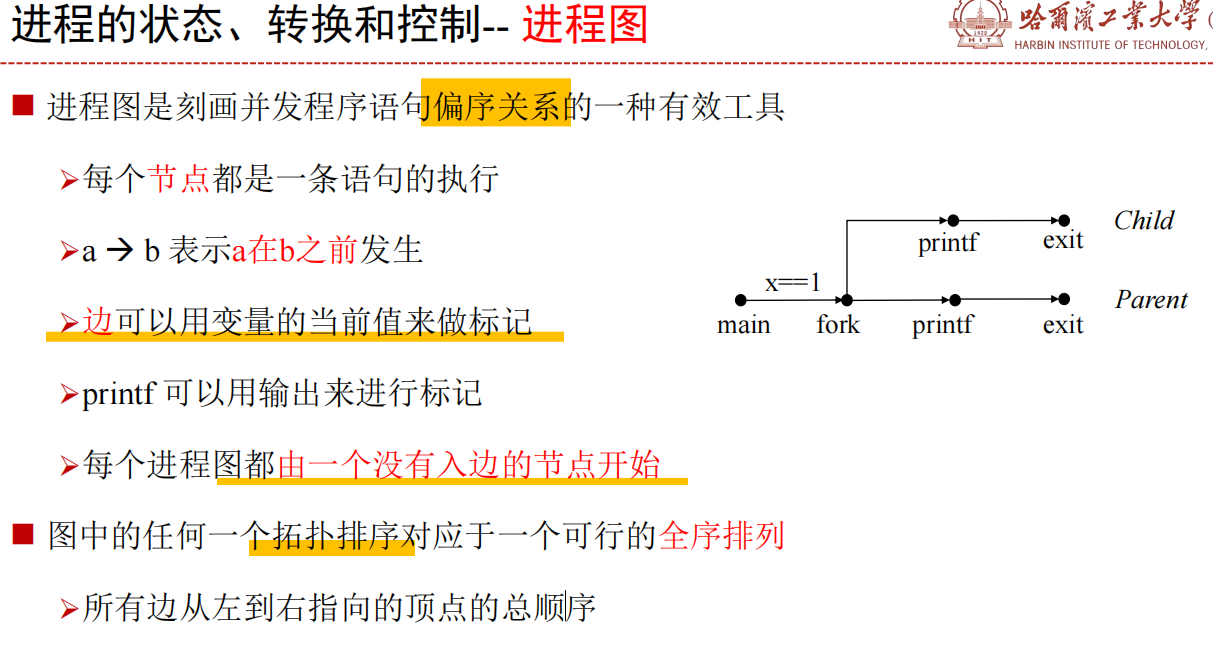 进程的状态、转换和控制-- 进程图
哈尔滨工業大學(
HARBIN INSTITUTE OF TECHNOLOGY,
1920
HIT
■ 进程图是刻画并发程序语句偏序关系的一种有效工具
➢每个节点都是一条语句的执行
➢a → b 表示a在b之前发生
➢边可以用变量的当前值来做标记
➢printf 可以用输出来进行标记
➢每个进程图都由一个没有入边的节点开始
■ 图中的任何一个拓扑排序对应于一个可行的全序排列
➢所有边从左到右指向的顶点的总顺序
Child
printf exit
x==1
Parent
main fork printf exit